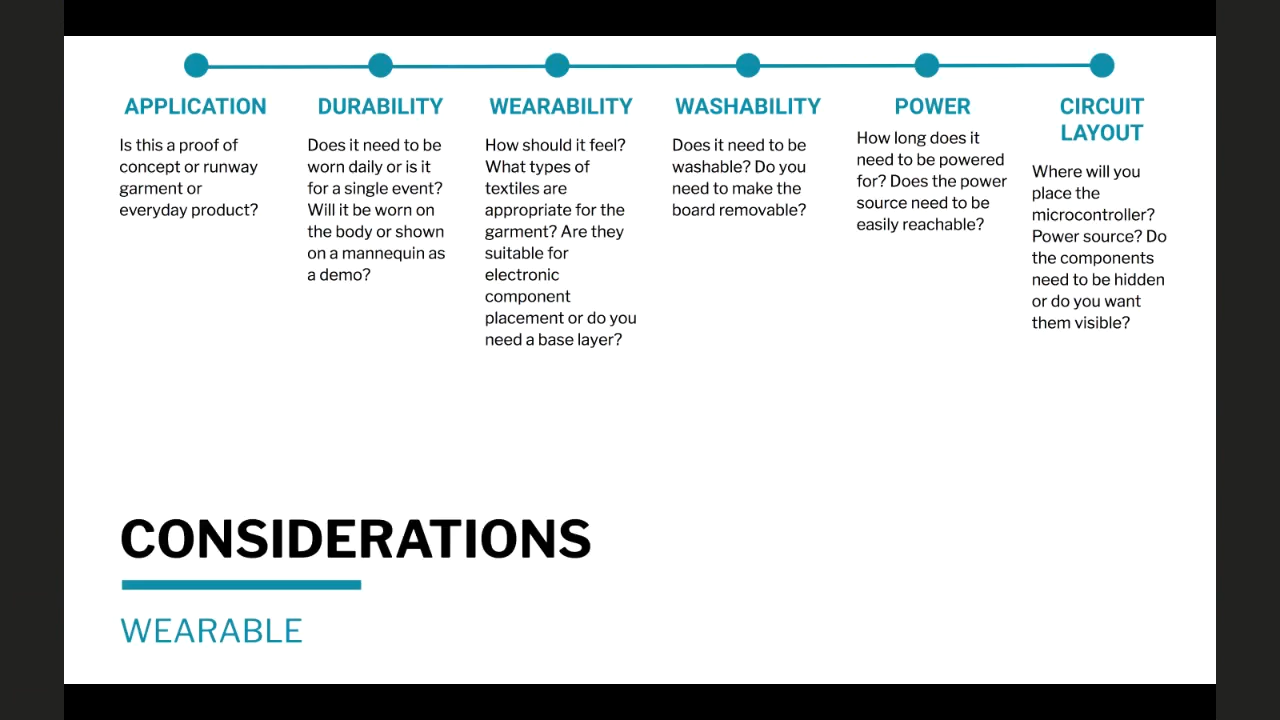 APPLICATION
Is this a proof of
concept or runway
garment or
everyday product?
DURABILITY
Does it need to be
worn daily or is it
for a single event?
Will it be worn on
the body or shown
on a mannequin as
a demo?
WEARABILITY
How should it feel?
What types of
textiles are
appropriate for the
garment? Are they
suitable for
electronic
component
placement or do you
need a base layer?
WASHABILITY
Does it need to be
washable? Do you
need to make the
board removable?
POWER
How long does it
need to be powered
for? Does the power
source need to be
easily reachable?
CIRCUIT
LAYOUT
Where will you
place the
microcontroller?
Power source? Do
the components
need to be hidden
or do you want
them visible?
CONSIDERATIONS
WEARABLE